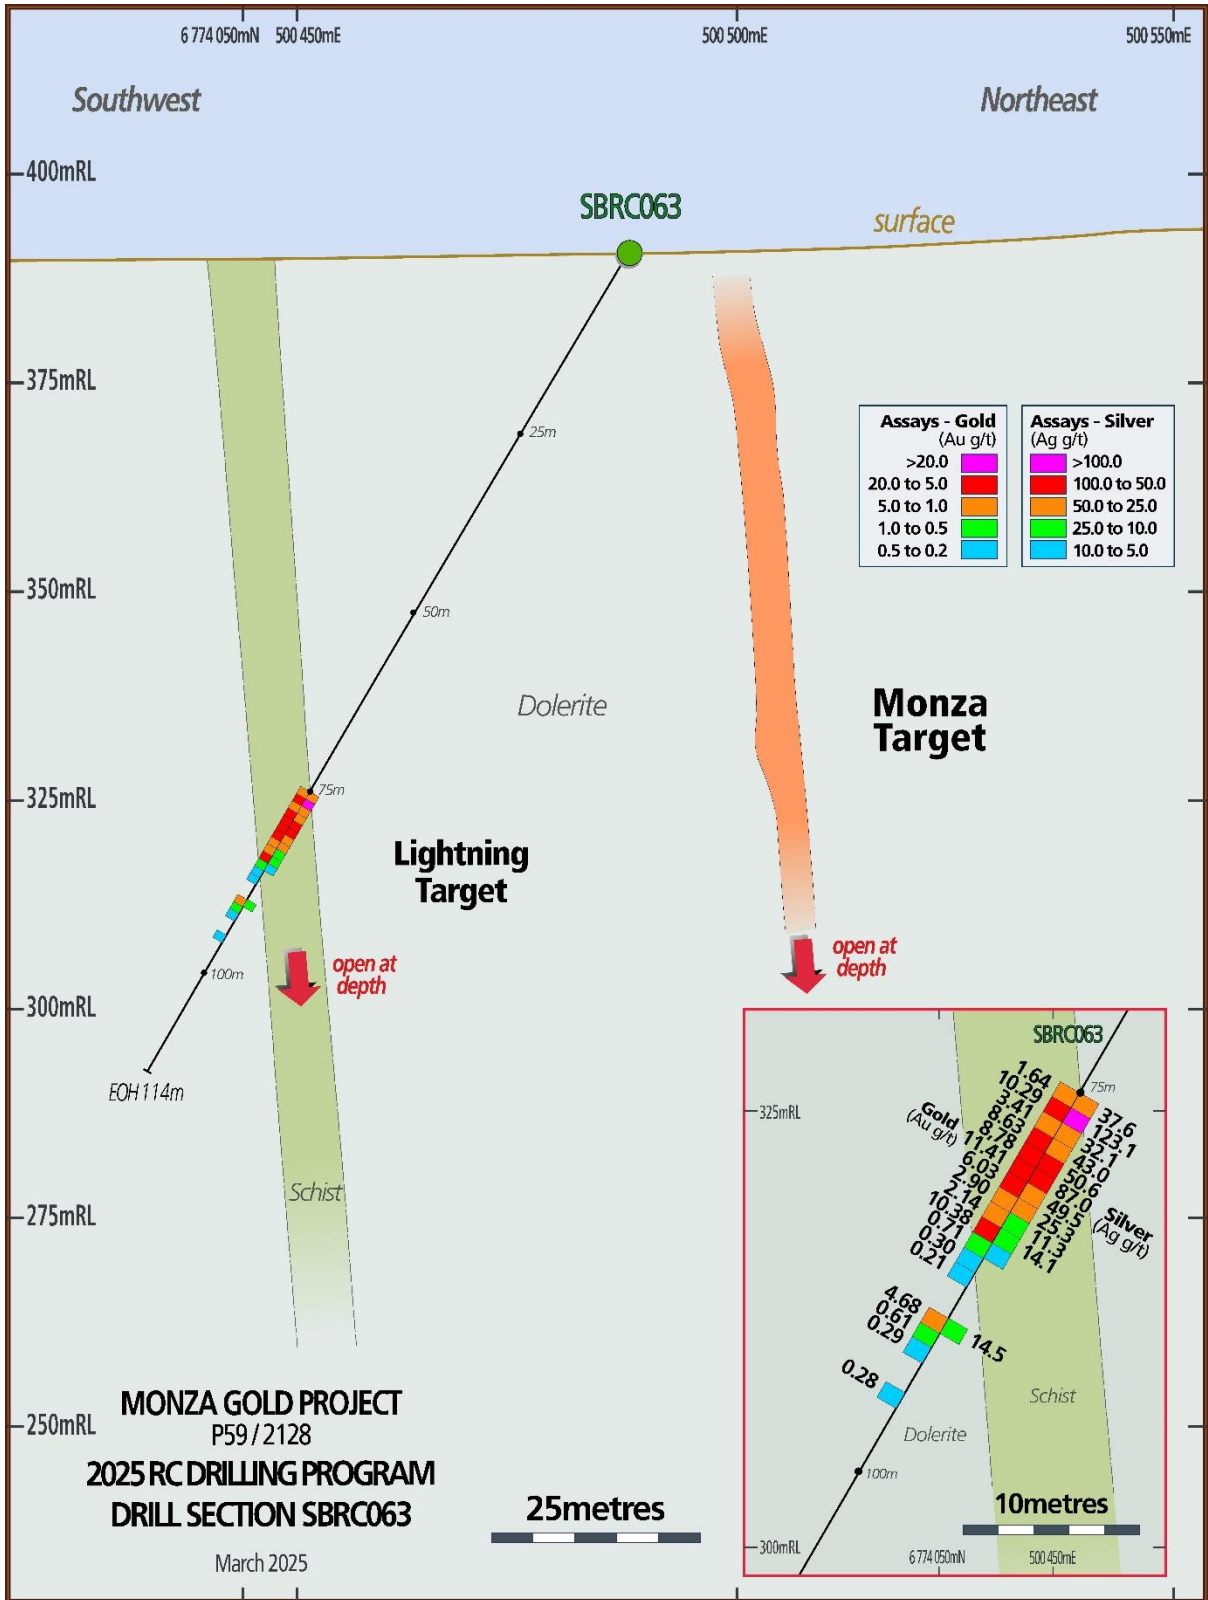 6 774 050mN 500 450mE 500 500mE 500 550mE
Southwest Northeast
400mRL
SBRC063
surface
375mRL
Assays - Gold
(Au g/t)
>20.0
20.0 to 5.0
5.0 to 1.0
1.0 to 0.5
0.5 to 0.2
Assays - Silver
(Ag g/t)
>100.0
100.0 to 50.0
50.0 to 25.0
25.0 to 10.0
10.0 to 5.0
25m
350mRL
50m
Dolerite
Monza
Target
325mRL
75m
Lightning
Target
open at
depth
open at
depth
100m
300mRL
EOH 114m
Schist
275mRL
250mRL
MONZA GOLD PROJECT
P59 / 2128
2025 RC DRILLING PROGRAM
DRILL SECTION SBRC063
March 2025
25metres
SBRC063
75m
325mRL
Gold
(Au g/t)
1.64
10.29
3.41
8.63
8.78
11.41
6.03
2.90
2.14
10.38
0.71
0.30
0.21
4.68
0.61
0.29
0.28
37.6
123.1
32.1
43.0
50.6
87.0
49.5
25.3
11.3
14.1
14.5
Silver
(Ag g/t)
Schist
Dolerite
100m
10metres
300mRL
6 774 050mN 500 450mE